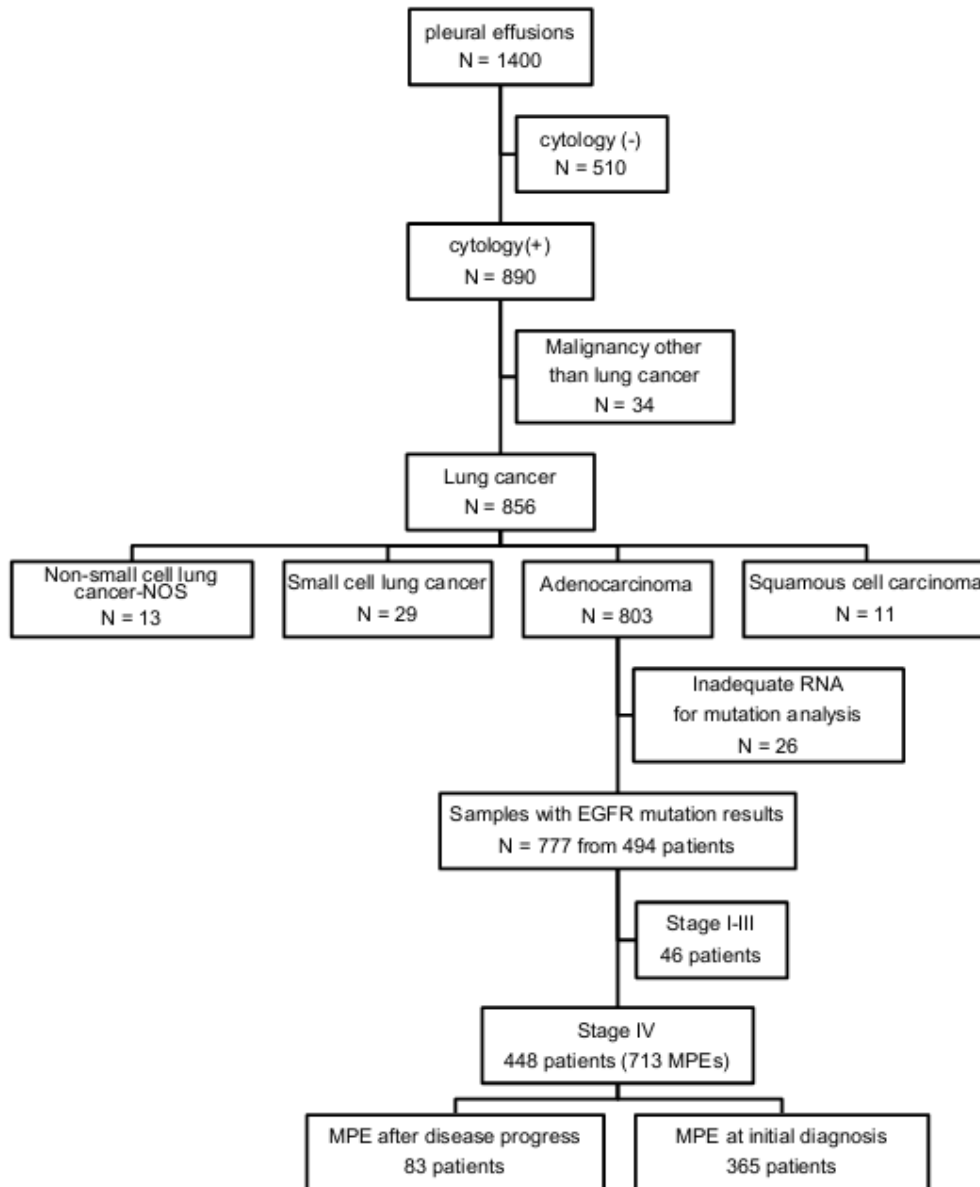 pleural effusions
N = 1400
cytology (-)
N = 510
cytology(+)
N = 890
Malignancy other
than lung cancer
N = 34
Lung cancer
N = 856
Non-small cell lung
cancer-NOS
N = 13
Small cell lung cancer
N = 29
Adenocarcinoma
N = 803
Squamous cell carcinoma
N = 11
Inadequate RNA
for mutation analysis
N = 26
Samples with EGFR mutation results
N = 777 from 494 patients
Stage I-III
46 patients
Stage IV
448 patients (713 MPEs)
MPE after disease progress
83 patients
MPE at initial diagnosis
365 patients